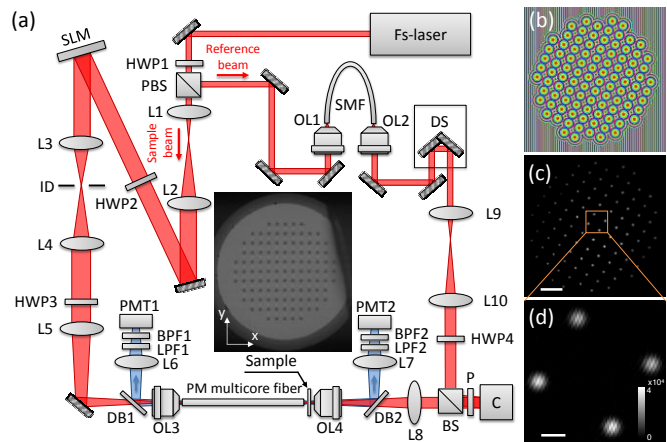 (a)
SLM
Fs-laser
HWP1
Reference
beam
PBS
L1
OL1
SMF
OL2
DS
Sample
beam
L3
ID
HWP2
L2
L9
L4
HWP3
L5
PMT1
BPF1
LPF1
L6
y
x
PMT2
BPF2
LPF2
L7
L10
HWP4
Sample
PM multicore fiber
DB1
OL3
OL4
DB2
L8
BS
P
C
(b)
(c)
(d)
4
x10⁴
0